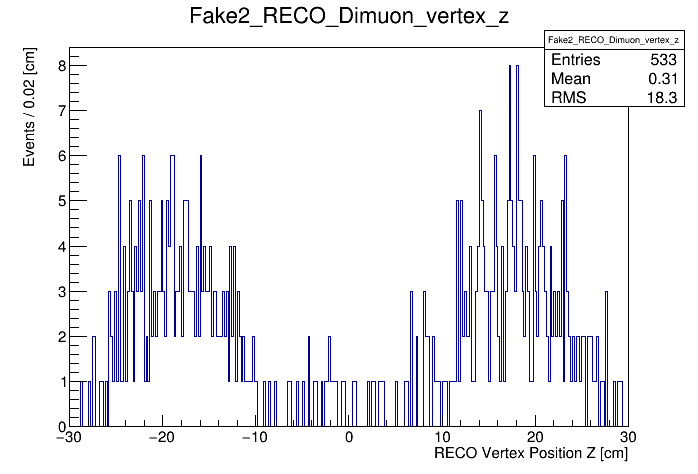 Fake2_RECO_Dimuon_vertex_z
Fake2_RECO_Dimuon_vertex_z
Entries 533
Mean 0.31
RMS 18.3
Events / 0.02 [cm]
8
7
6
5
4
3
2
1
0
−30 −20 −10 0 10 20 30
RECO Vertex Position Z [cm]